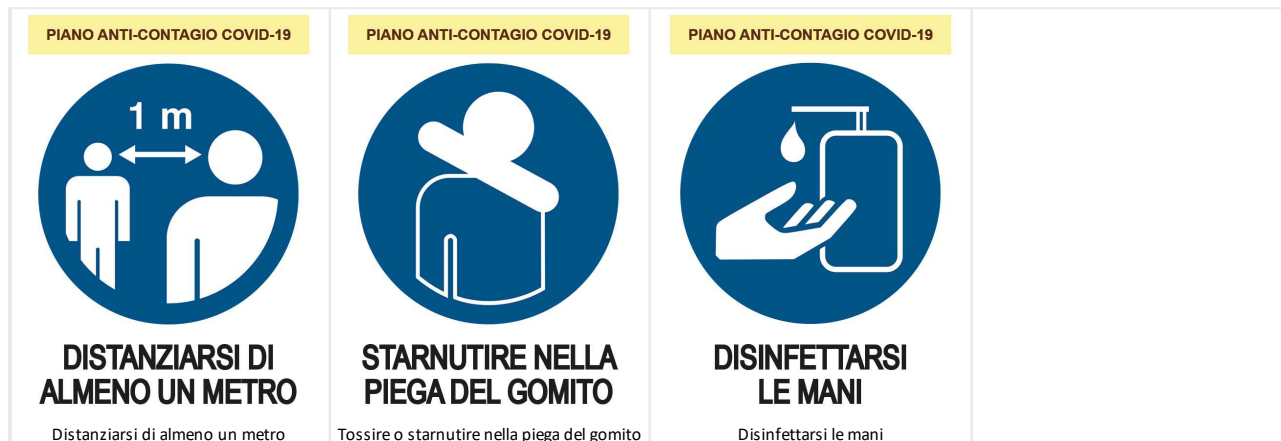 PIANO ANTI-CONTAGIO COVID-19
1 m
DISTANZIARSI DI
ALMENO UN METRO
Distanziarsi di almeno un metro
PIANO ANTI-CONTAGIO COVID-19
STARNUTIRE NELLA
PIEGA DEL GOMITO
Tossire o starnutire nella piega del gomito
PIANO ANTI-CONTAGIO COVID-19
DISINFETTARSI
LE MANI
Disinfettarsi le mani